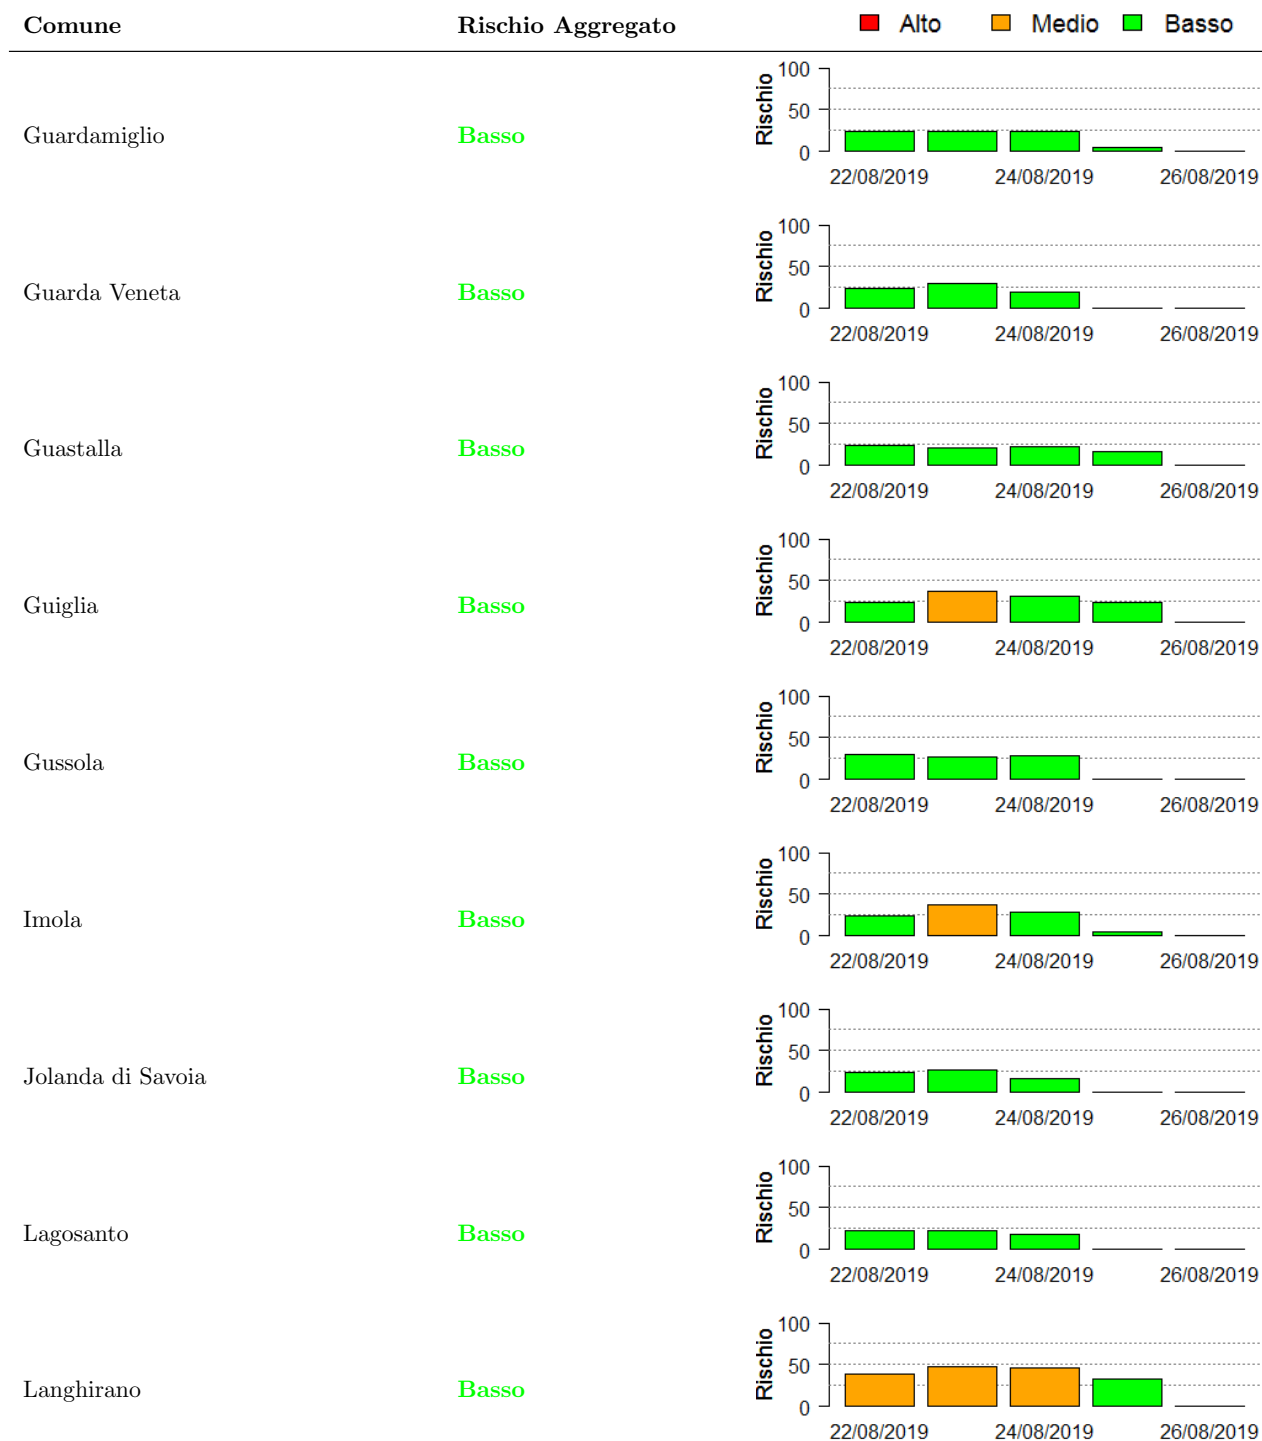 Comune Rischio Aggregato Alto Medio Basso
100
50
0
Rischio
Guardamiglio Basso
22/08/2019 24/08/2019 26/08/2019
100
50
0
Rischio
Guarda Veneta Basso
22/08/2019 24/08/2019 26/08/2019
100
50
0
Rischio
Guastalla Basso
22/08/2019 24/08/2019 26/08/2019
100
50
0
Rischio
Guiglia Basso
22/08/2019 24/08/2019 26/08/2019
100
50
0
Rischio
Gussola Basso
22/08/2019 24/08/2019 26/08/2019
100
50
0
Rischio
Imola Basso
22/08/2019 24/08/2019 26/08/2019
100
50
0
Rischio
Jolanda di Savoia Basso
22/08/2019 24/08/2019 26/08/2019
100
50
0
Rischio
Lagosanto Basso
22/08/2019 24/08/2019 26/08/2019
100
50
0
Rischio
Langhirano Basso
22/08/2019 24/08/2019 26/08/2019